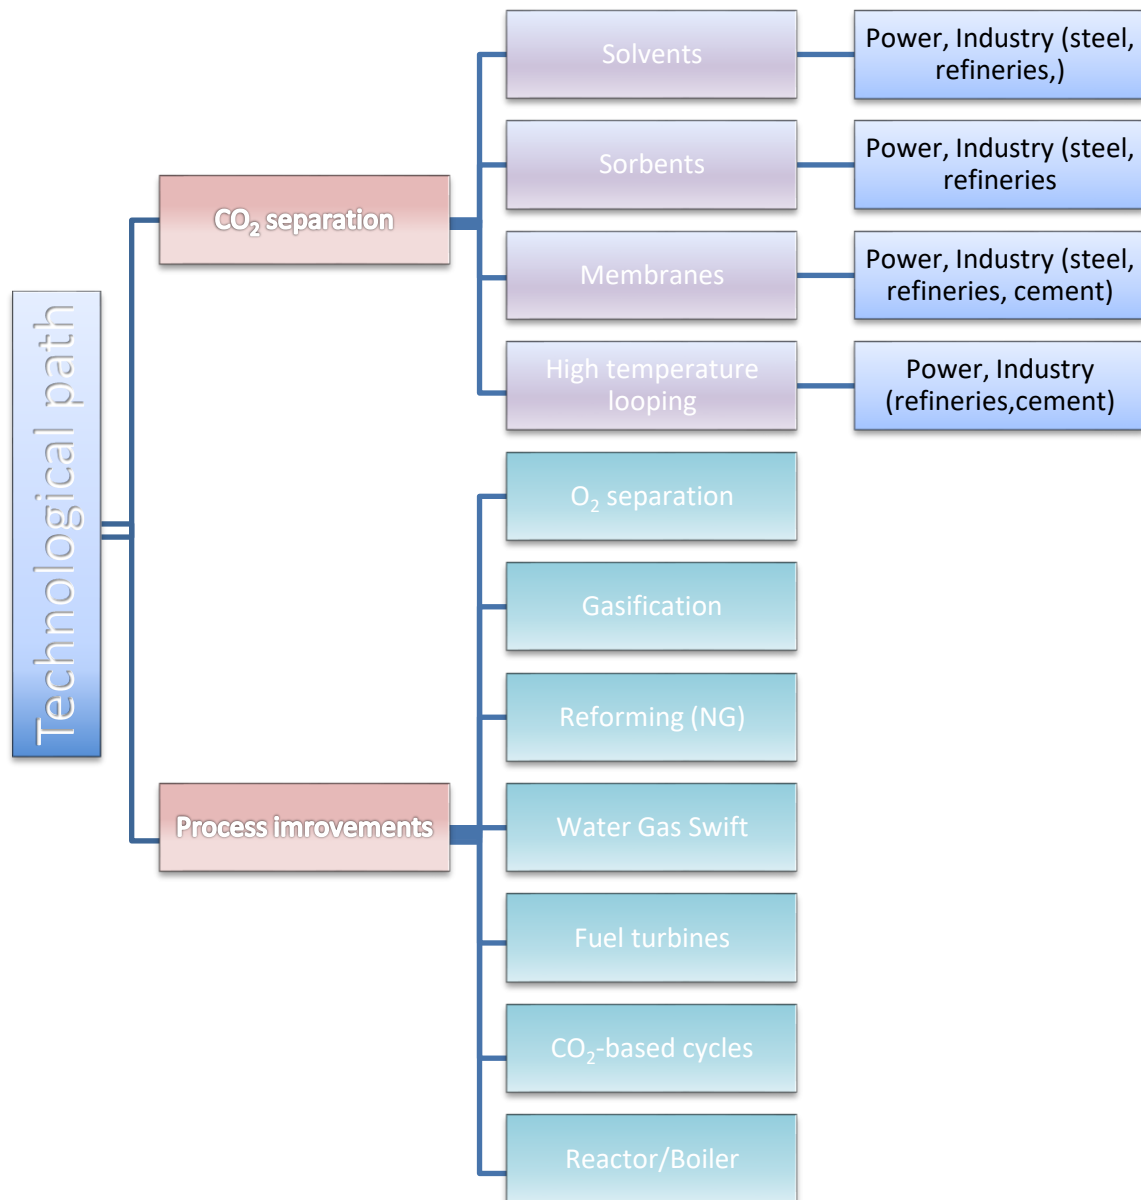 Technological path
CO₂ separation
Solvents
Power, Industry (steel,
refineries,)
Sorbents
Power, Industry (steel,
refineries
Membranes
Power, Industry (steel,
refineries, cement)
High temperature
looping
Power, Industry
(refineries,cement)
Process imrovements
O₂ separation
Gasification
Reforming (NG)
Water Gas Swift
Fuel turbines
CO₂-based cycles
Reactor/Boiler